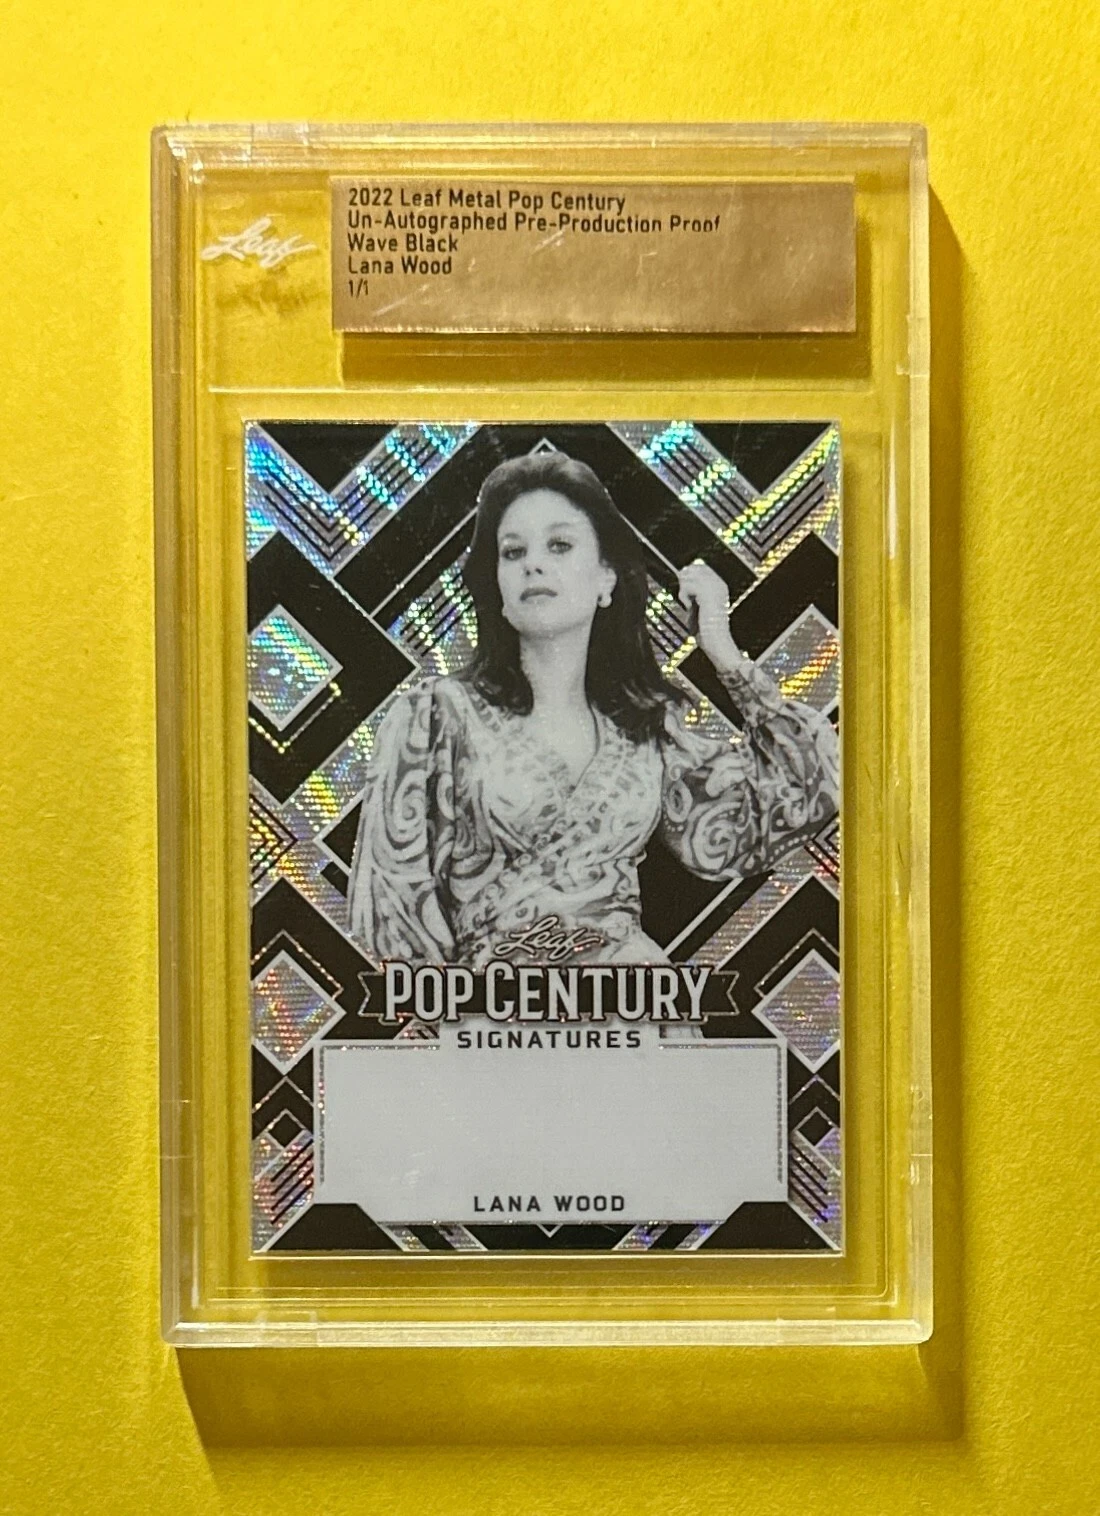 2022 Leaf Metal Pop Century
Un-Autographed Pre-Production Proof
Wave Black
Lana Wood
1/1
Leaf
Leaf
POP CENTURY
SIGNATURES
LANA WOOD